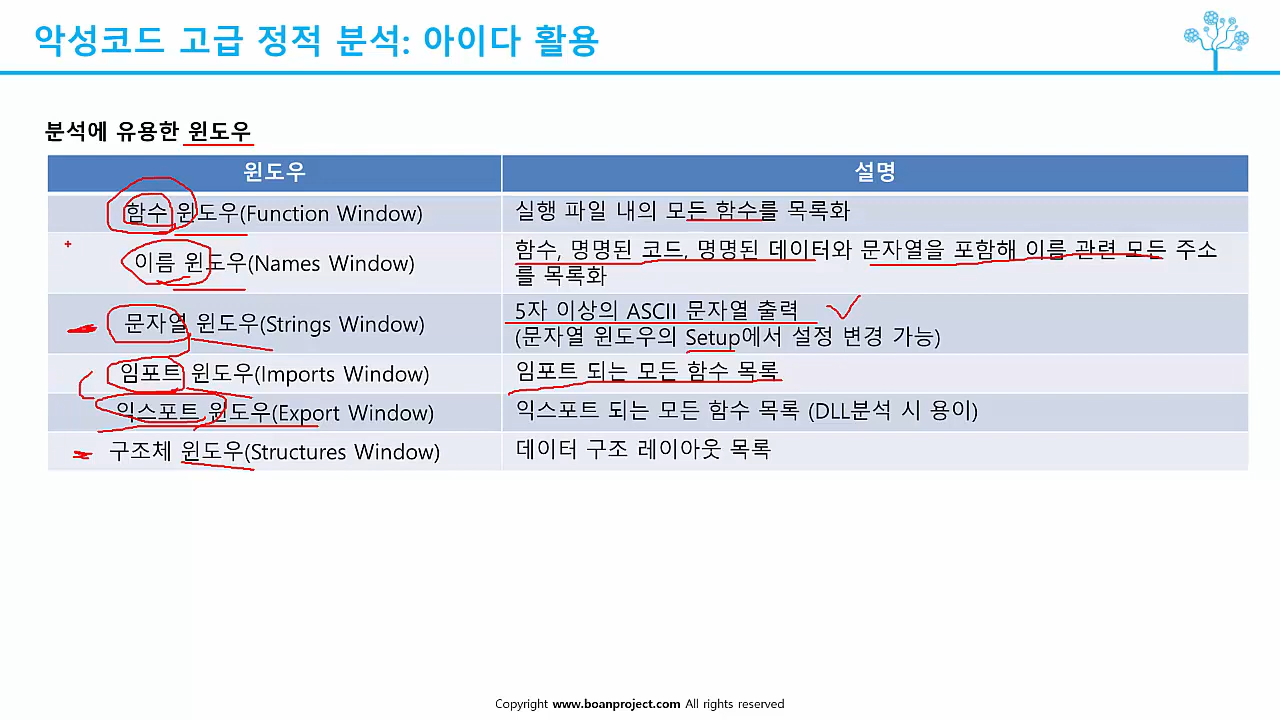 악성코드 고급 정적 분석: 아이다 활용
분석에 유용한 윈도우
윈도우
설명
함수 윈도우(Function Window)
실행 파일 내의 모든 함수를 목록화
이름 윈도우(Names Window)
함수, 명명된 코드, 명명된 데이터와 문자열을 포함해 이름 관련 모든 주소
를 목록화
문자열 윈도우(Strings Window)
5자 이상의 ASCII 문자열 출력
(문자열 윈도우의 Setup에서 설정 변경 가능)
임포트 윈도우(Imports Window)
임포트 되는 모든 함수 목록
익스포트 윈도우(Export Window)
익스포트 되는 모든 함수 목록 (DLL분석 시 용이)
구조체 윈도우(Structures Window)
데이터 구조 레이아웃 목록
Copyright www.boanproject.com All rights reserved